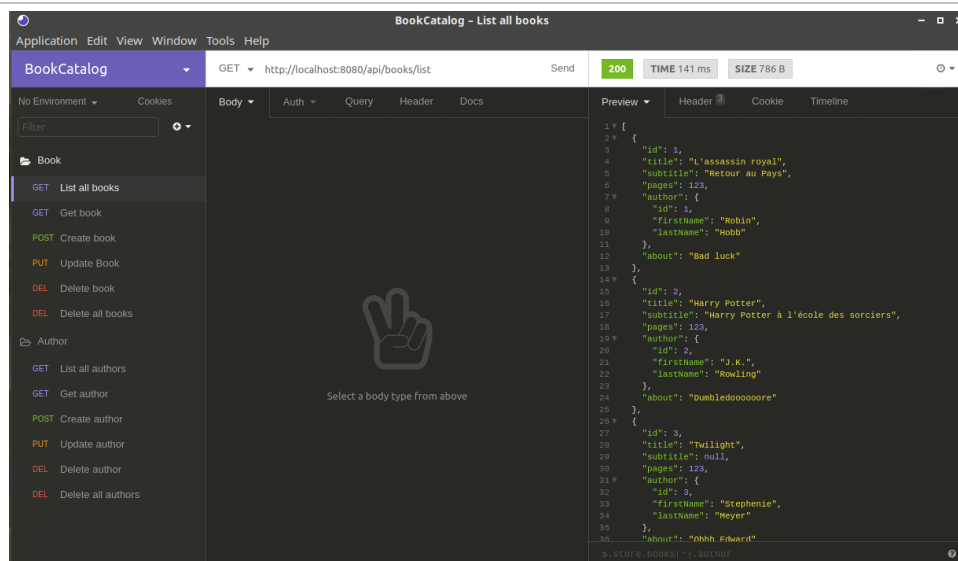 BookCatalog – List all books
Application Edit View Window Tools Help
BookCatalog
GET http://localhost:8080/api/books/list Send
200 TIME 141 ms SIZE 786 B
No Environment Cookies
Body Auth Query Header Docs
Preview Header 3 Cookie Timeline
Filter
Book
GET List all books
GET Get book
POST Create book
PUT Update Book
DEL Delete book
DEL Delete all books
Author
GET List all authors
GET Get author
POST Create author
PUT Update author
DEL Delete author
DEL Delete all authors
Select a body type from above
1 [
2 {
3 "id": 1,
4 "title": "L'assassin royal",
5 "subtitle": "Retour au Pays",
6 "pages": 123,
7 "author": {
8 "id": 1,
9 "firstName": "Robin",
10 "lastName": "Hobb"
11 },
12 "about": "Bad luck"
13 },
14 {
15 "id": 2,
16 "title": "Harry Potter",
17 "subtitle": "Harry Potter à l'école des sorciers",
18 "pages": 123,
19 "author": {
20 "id": 2,
21 "firstName": "J.K.",
22 "lastName": "Rowling"
23 },
24 "about": "Dumbledoooooore"
25 },
26 {
27 "id": 3,
28 "title": "Twilight",
29 "subtitle": null,
30 "pages": 123,
31 "author": {
32 "id": 3,
33 "firstName": "Stephenie",
34 "lastName": "Meyer"
35 },
36 "about": "Ohhh Edward"
$.store.books[*].author